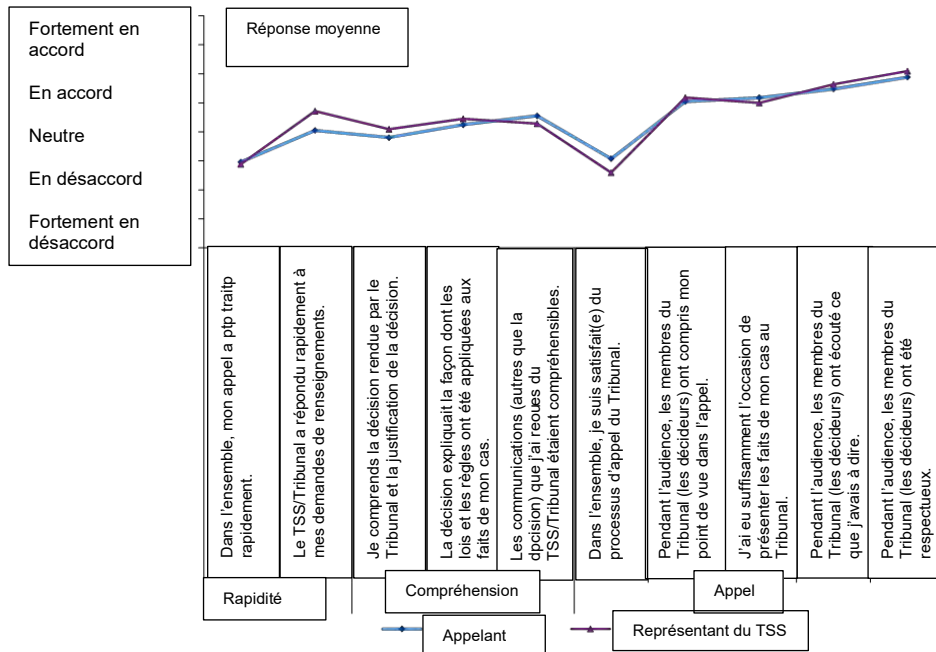 Fortement en
accord
En accord
Neutre
En désaccord
Fortement en
désaccord
Réponse moyenne
Dans l'ensemble, mon appel a ptp traitp
rapidement.
Le TSS/Tribunal a répondu rapidement à
mes demandes de renseignements.
Je comprends la décision rendue par le
Tribunal et la justification de la décision.
La décision expliquait la façon dont les
lois et les règles ont été appliquées aux
faits de mon cas.
Les communications (autres que la
dpcision) que j'ai reoues du
TSS/Tribunal étaient compréhensibles.
Dans l'ensemble, je suis satisfait(e) du
processus d'appel du Tribunal.
Pendant l'audience, les membres du
Tribunal (les décideurs) ont compris mon
point de vue dans l'appel.
J'ai eu suffisamment l'occasion de
présenter les faits de mon cas au
Tribunal.
Pendant l'audience, les membres du
Tribunal (les décideurs) ont écouté ce
que j'avais à dire.
Pendant l'audience, les membres du
Tribunal (les décideurs) ont été
respectueux.
Rapidité
Compréhension
Appel
Appelant
Représentant du TSS